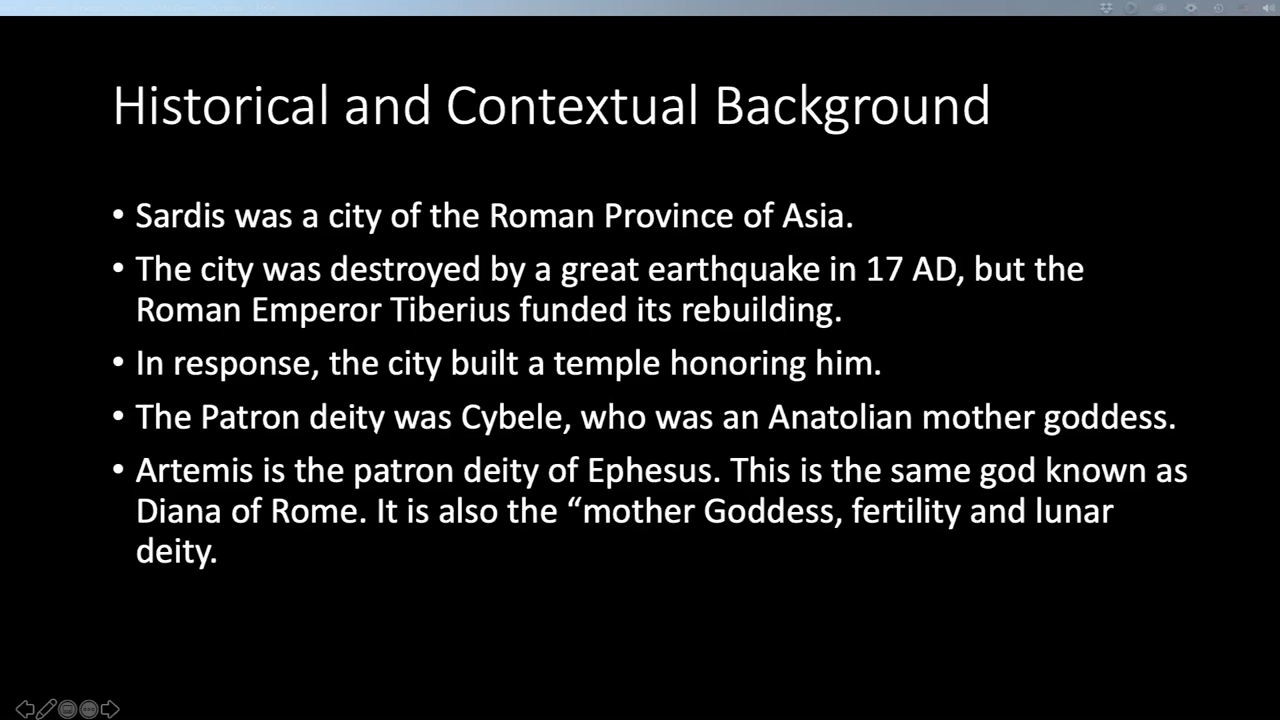 Historical and Contextual Background
• Sardis was a city of the Roman Province of Asia.
• The city was destroyed by a great earthquake in 17 AD, but the
Roman Emperor Tiberius funded its rebuilding.
• In response, the city built a temple honoring him.
• The Patron deity was Cybele, who was an Anatolian mother goddess.
• Artemis is the patron deity of Ephesus. This is the same god known as
Diana of Rome. It is also the “mother Goddess, fertility and lunar
deity.